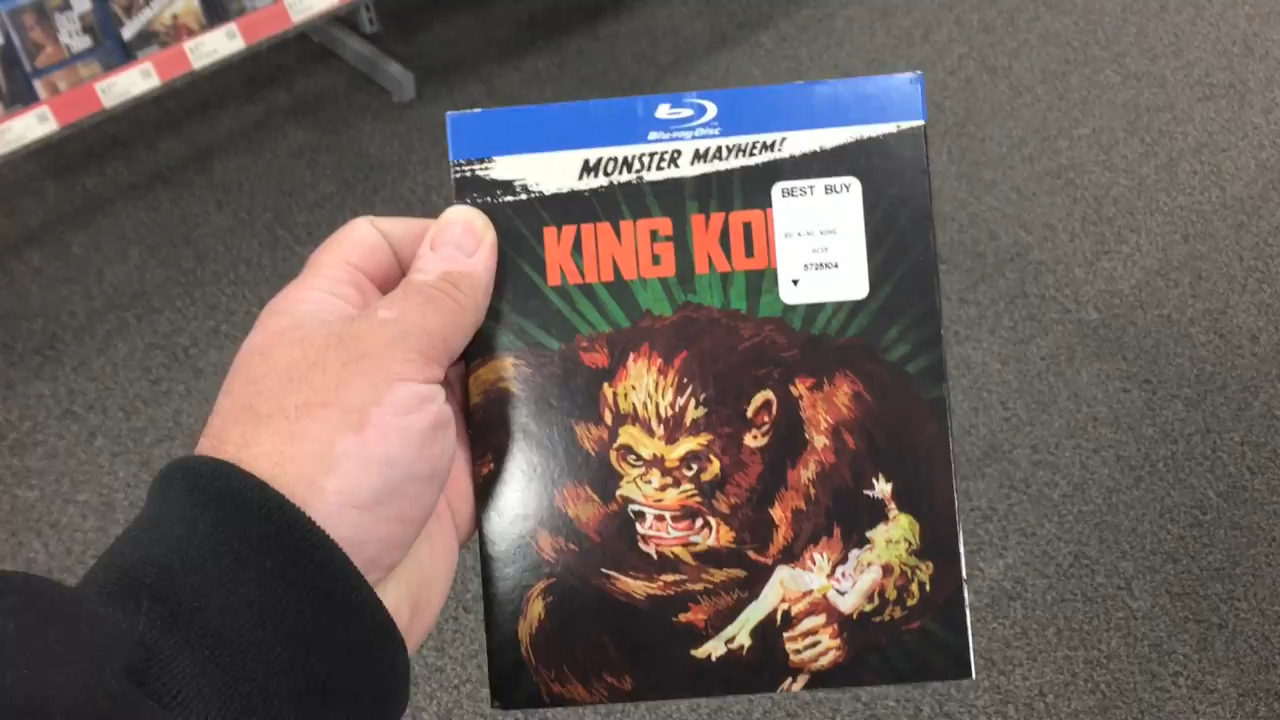 Blu-ray Disc
MONSTER MAYHEM!
BEST BUY
KING KO
5725104